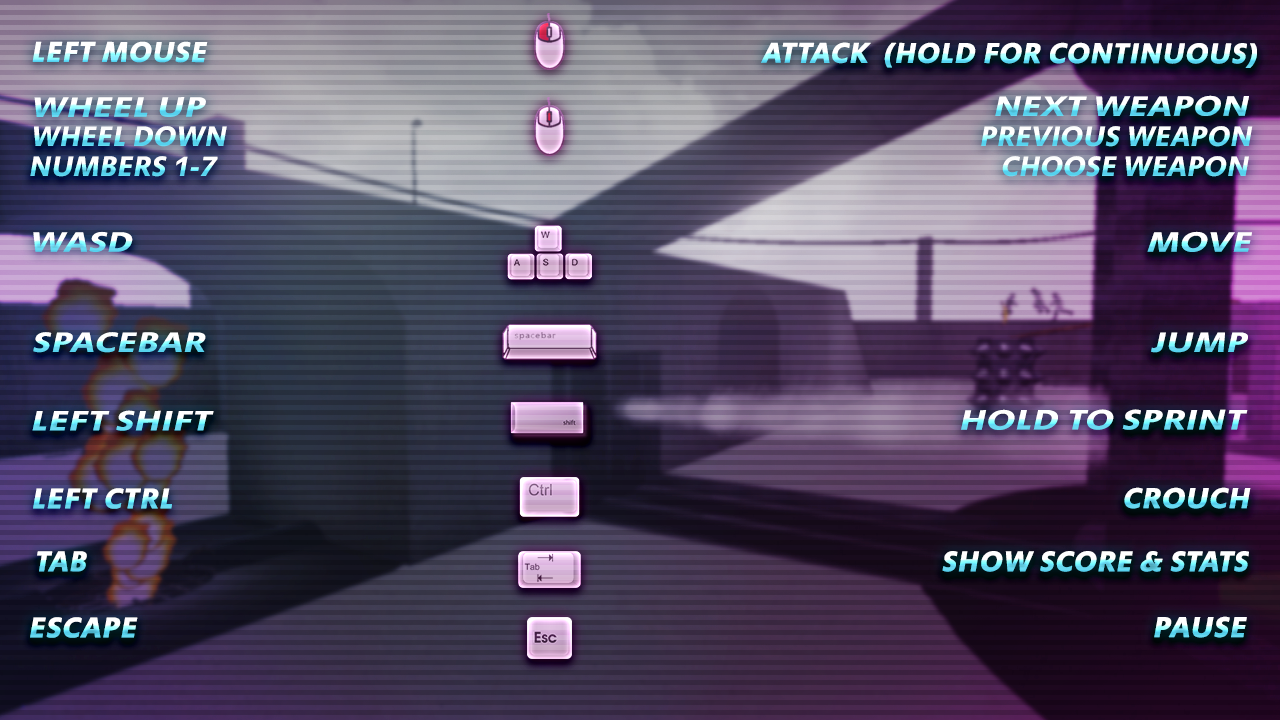 LEFT MOUSE ATTACK (HOLD FOR CONTINUOUS)
WHEEL UP NEXT WEAPON
WHEEL DOWN PREVIOUS WEAPON
NUMBERS 1-7 CHOOSE WEAPON
W
WASD MOVE
A S D
SPACEBAR spacebar JUMP
LEFT SHIFT shift HOLD TO SPRINT
LEFT CTRL Ctrl CROUCH
TAB Tab SHOW SCORE & STATS
ESCAPE Esc PAUSE